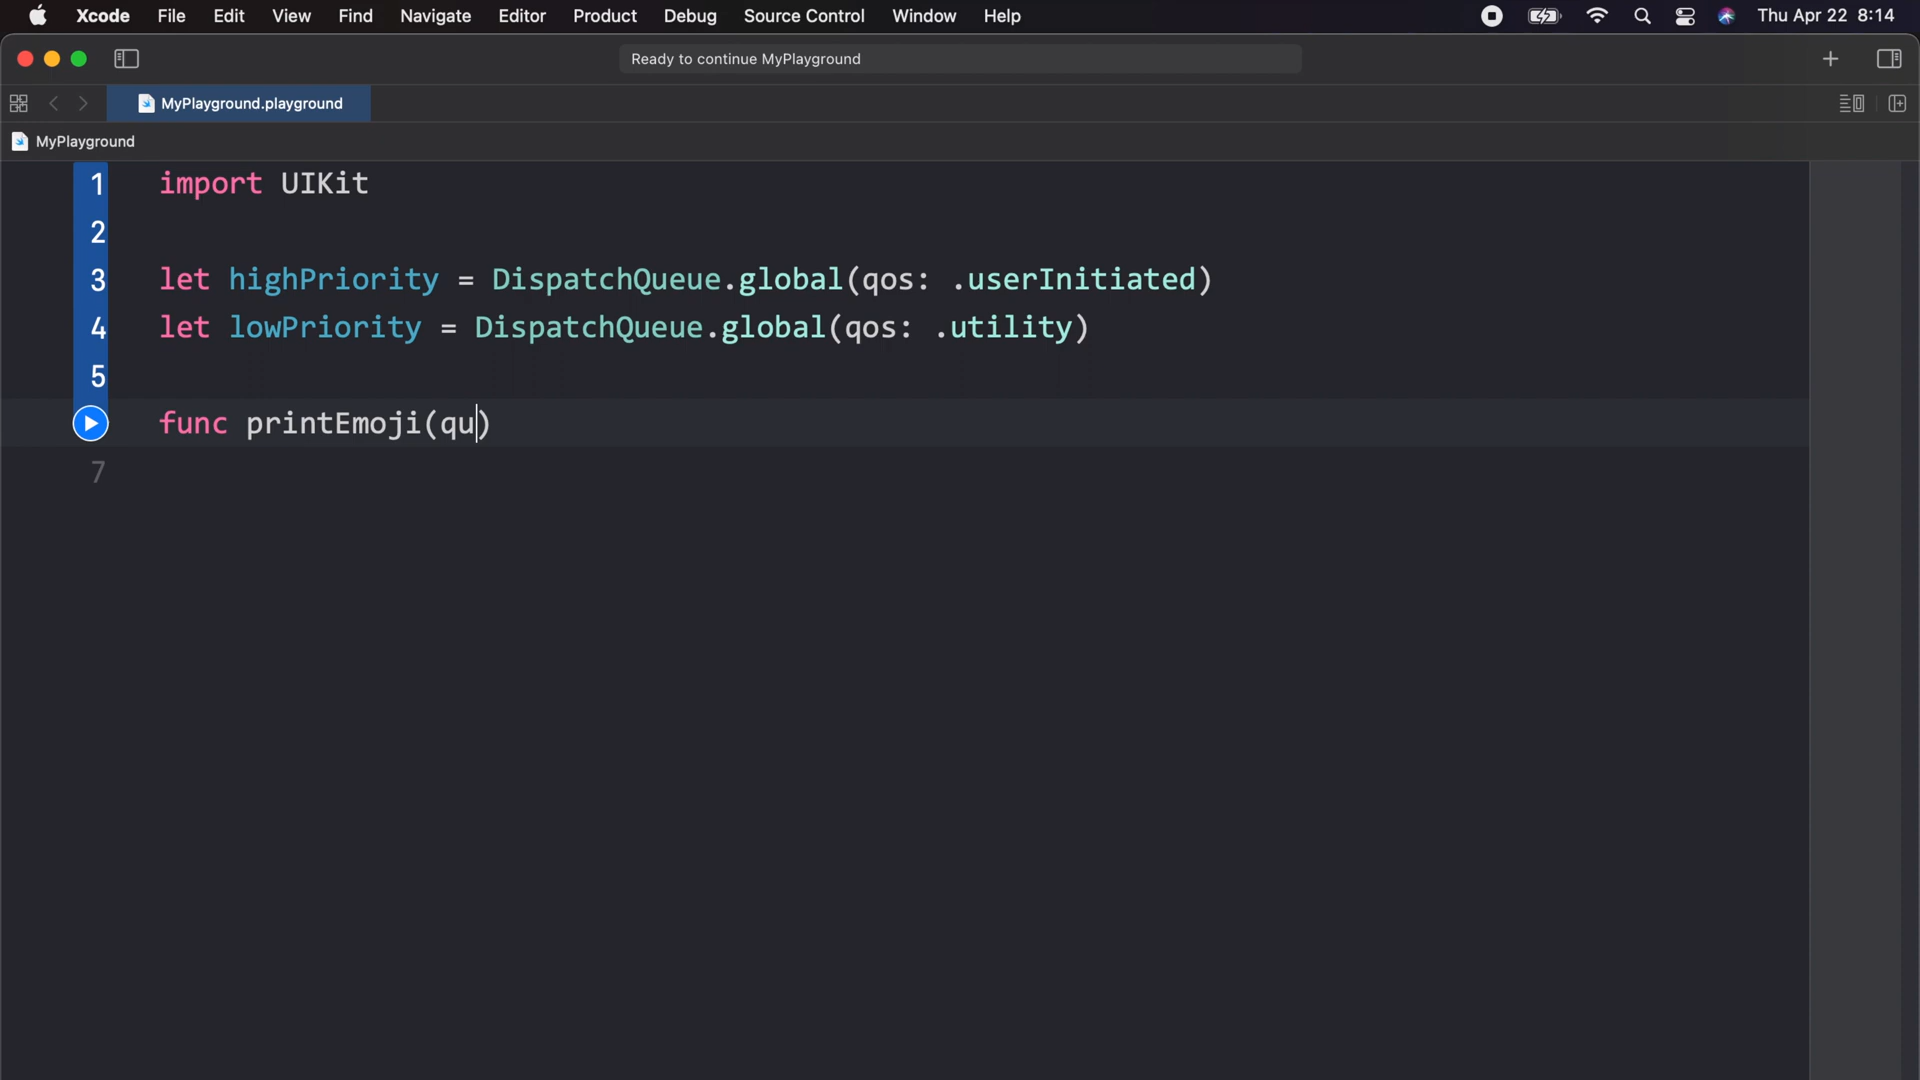 Xcode File Edit View Find Navigate Editor Product Debug Source Control Window Help Thu Apr 22 8:14
Ready to continue MyPlayground
MyPlayground.playground
MyPlayground
1 import UIKit
2
3 let highPriority = DispatchQueue.global(qos: .userInitiated)
4 let lowPriority = DispatchQueue.global(qos: .utility)
5
func printEmoji(qu)
7